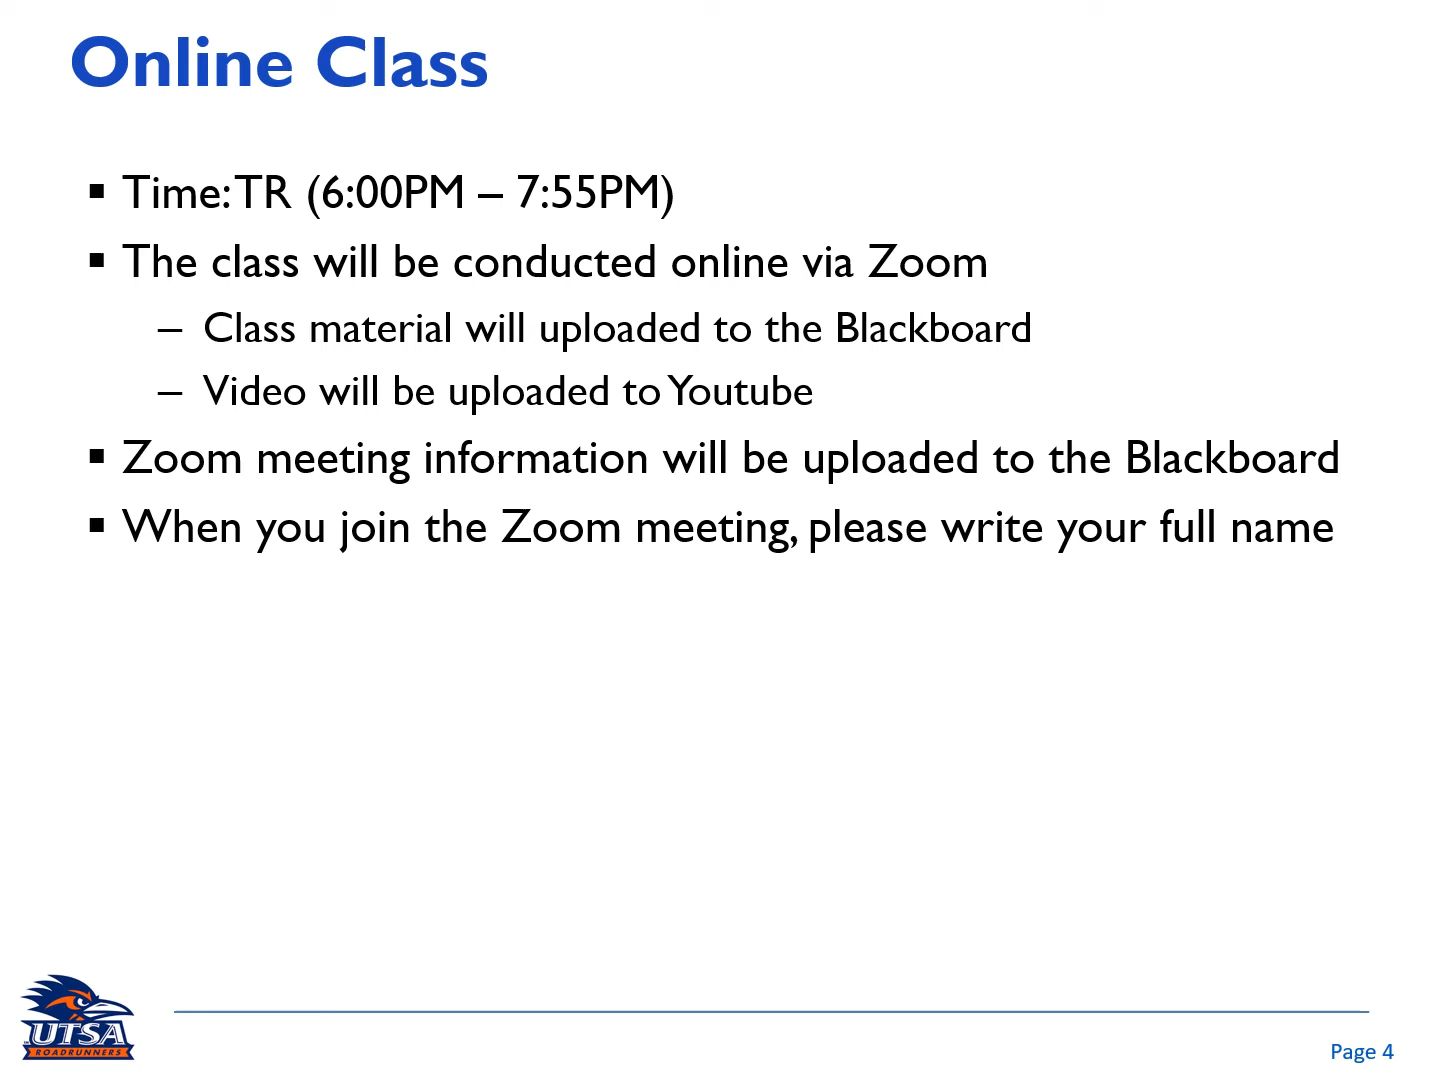 Online Class
▪ Time: TR (6:00PM – 7:55PM)
▪ The class will be conducted online via Zoom
– Class material will uploaded to the Blackboard
– Video will be uploaded to Youtube
▪ Zoom meeting information will be uploaded to the Blackboard
▪ When you join the Zoom meeting, please write your full name
UTSA
ROADRUNNERS
Page 4